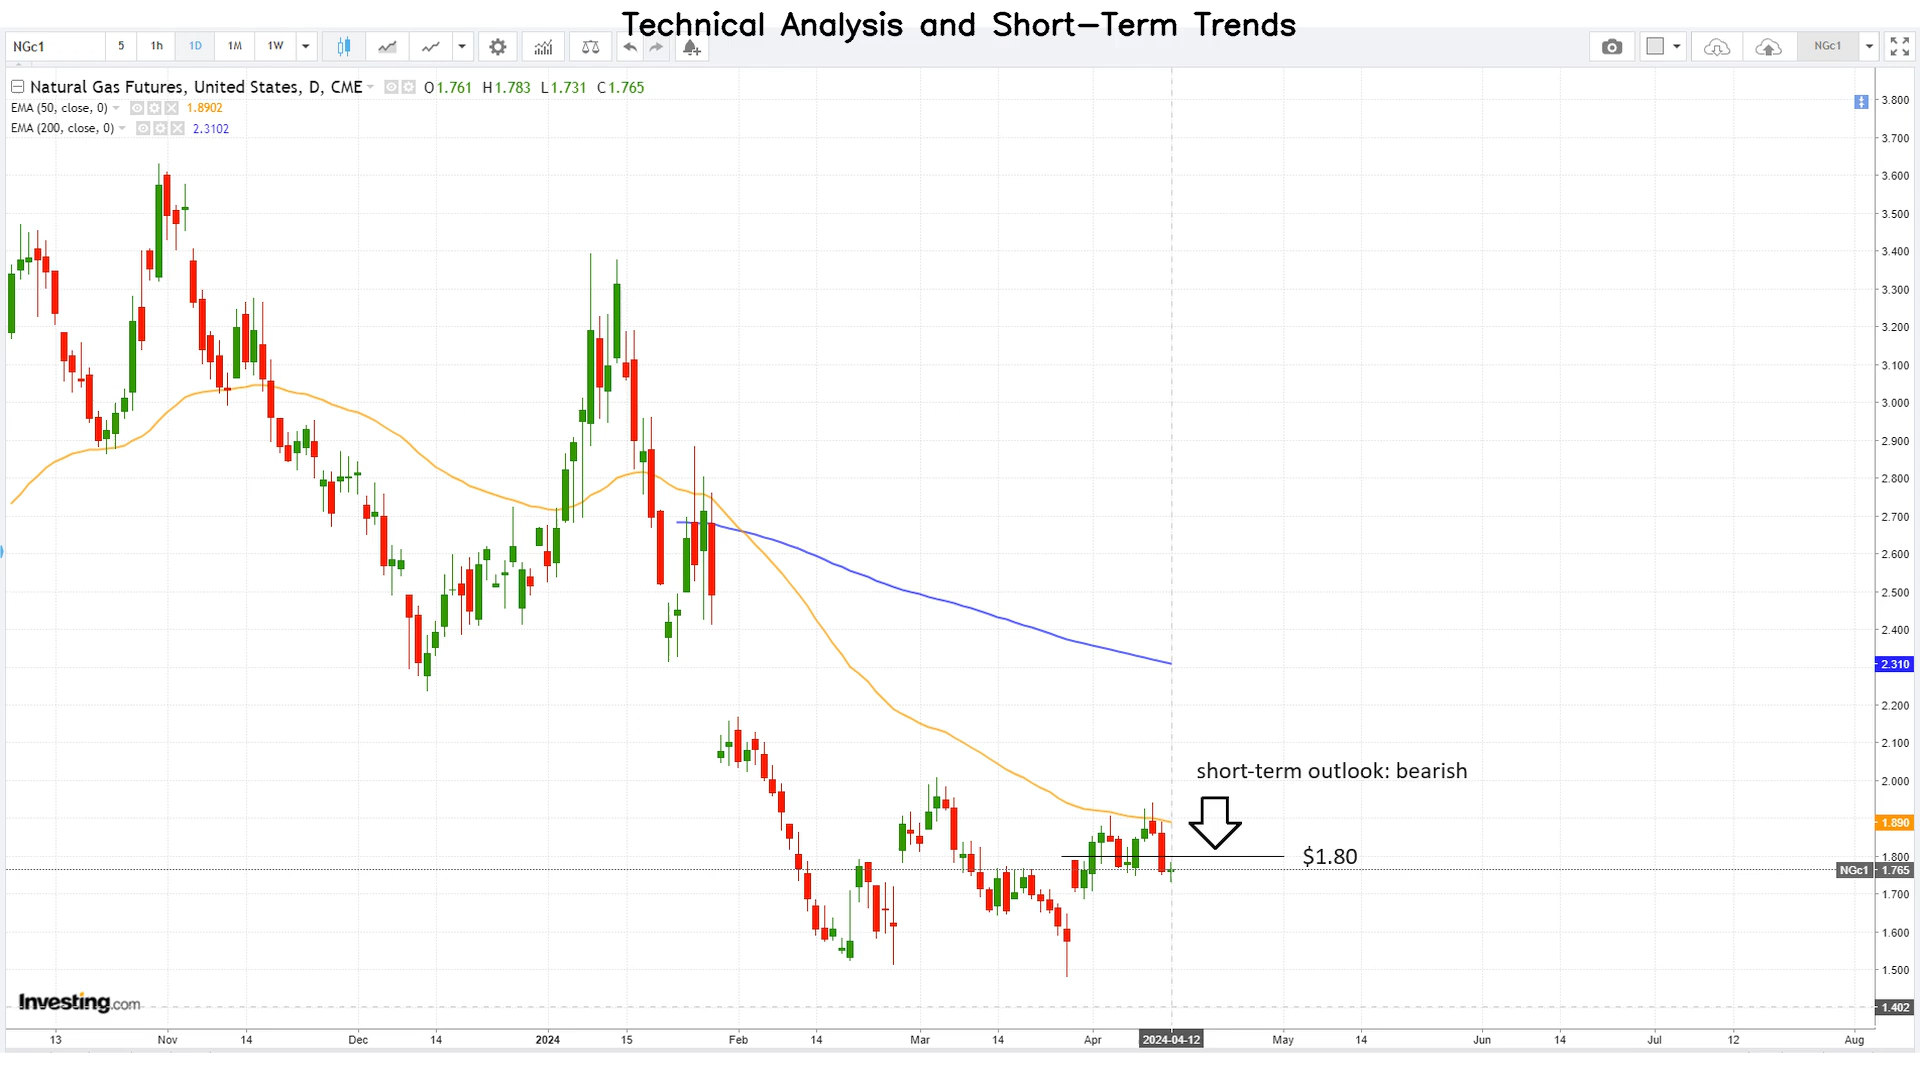 Technical Analysis and Short-Term Trends
NGc1 5 1h 1D 1M 1W NGc1
Natural Gas Futures, United States, D, CME O1.761 H1.783 L1.731 C1.765
EMA (50, close, 0) 1.8902
EMA (200, close, 0) 2.3102
3.800
3.700
3.600
3.500
3.400
3.300
3.200
3.100
3.000
2.900
2.800
2.700
2.600
2.500
2.400
2.310
2.200
2.100
2.000
short-term outlook: bearish
1.890
$1.80
1.800
NGc1 1.765
1.700
1.600
1.500
1.402
Investing.com
13 Nov 14 Dec 14 2024 15 Feb 14 Mar 14 Apr 2024-04-12 May 14 Jun 14 Jul 12 Aug